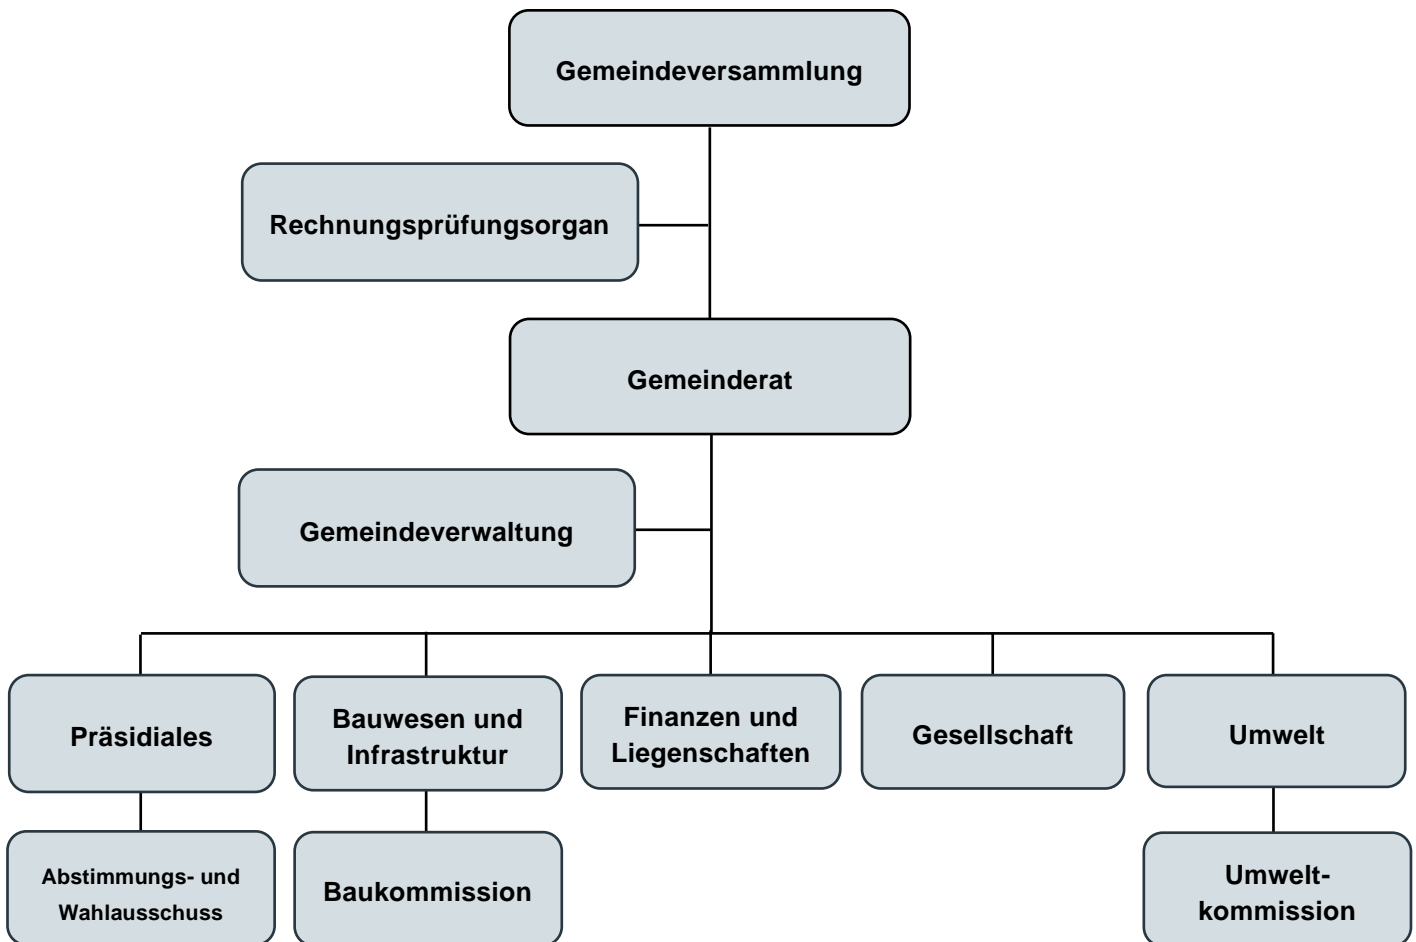 Gemeindeversammlung
Rechnungsprüfungsorgan
Gemeinderat
Gemeindeverwaltung
Präsidiales
Bauwesen und
Infrastruktur
Finanzen und
Liegenschaften
Gesellschaft
Umwelt
Abstimmungs- und
Wahlausschuss
Baukommission
Umwelt-
kommission